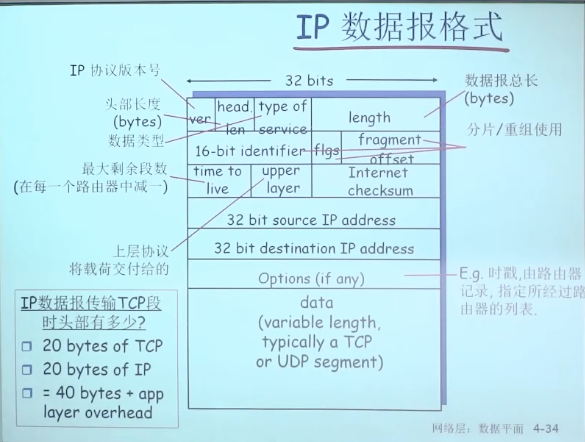 IP 数据报格式
IP 协议版本号
32 bits
数据报总长
(bytes)
头部长度
(bytes)
数据类型
ver
head.
len
type of
service
length
分片/重组使用
16-bit identifier
flgs
fragment
offset
最大剩余段数
(在每一个路由器中减一)
time to
live
upper
layer
Internet
checksum
32 bit source IP address
32 bit destination IP address
上层协议
将载荷交付给的
Options (if any)
E.g. 时戳,由路由器
记录, 指定所经过路
由器的列表.
data
(variable length,
typically a TCP
or UDP segment)
IP数据报传输TCP段
时头部有多少?
20 bytes of TCP
20 bytes of IP
= 40 bytes + app
layer overhead
网络层: 数据平面 4-34